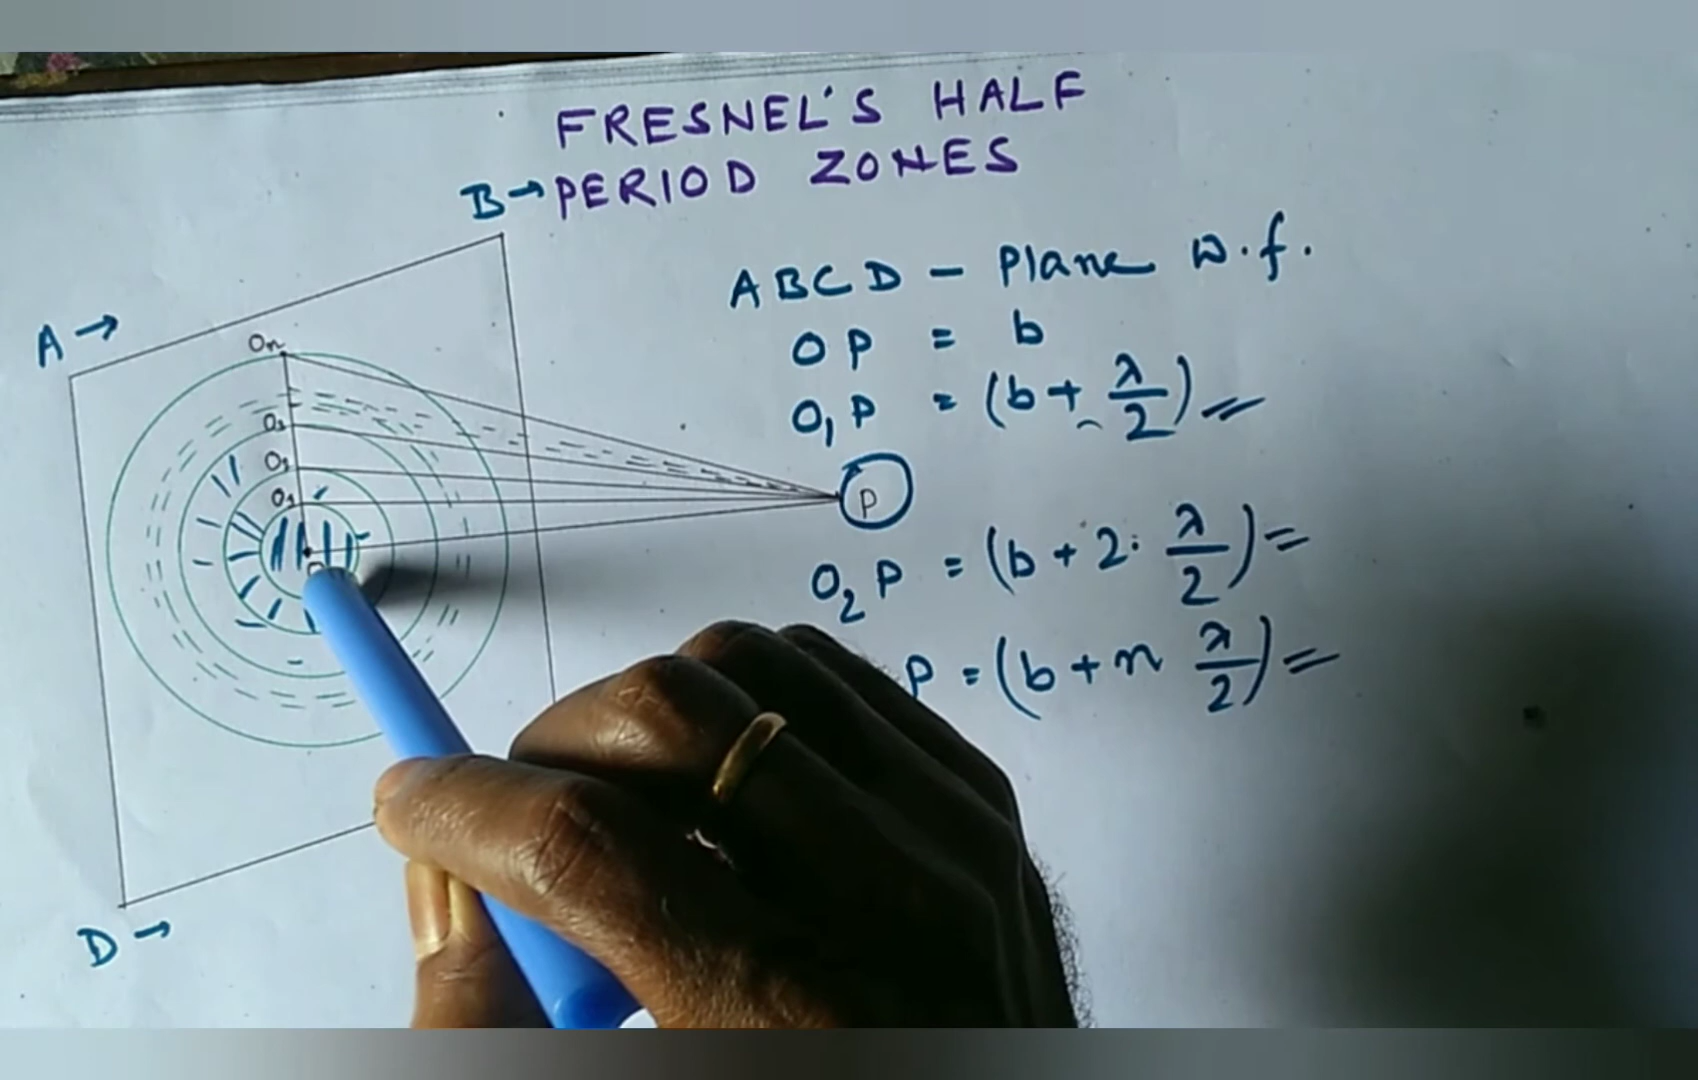 FRESNEL'S HALF
B→ PERIOD ZONES
A →
ABCD - Plane w.f.
OP = b
O₁P = (b + λ/2) =
On
O₃
O₂
O₁
P
O₂P = (b + 2· λ/2) =
P = (b + n λ/2) =
D →